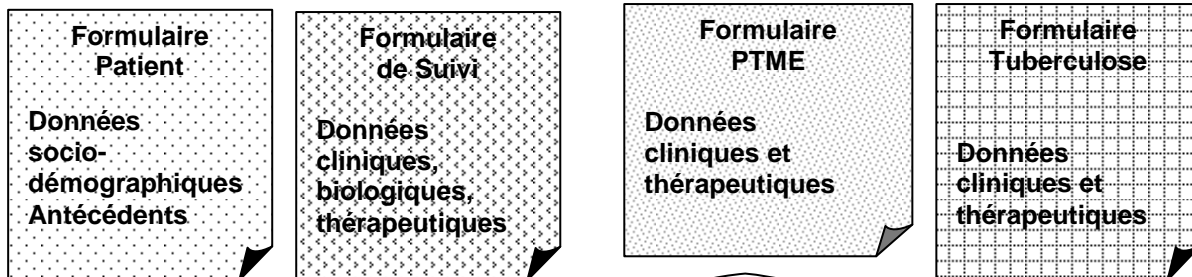 Formulaire
Patient
Données
socio-
démographiques
Antécédents
Formulaire
de Suivi
Données
cliniques,
biologiques,
thérapeutiques
Formulaire
PTME
Données
cliniques et
thérapeutiques
Formulaire
Tuberculose
Données
cliniques et
thérapeutiques